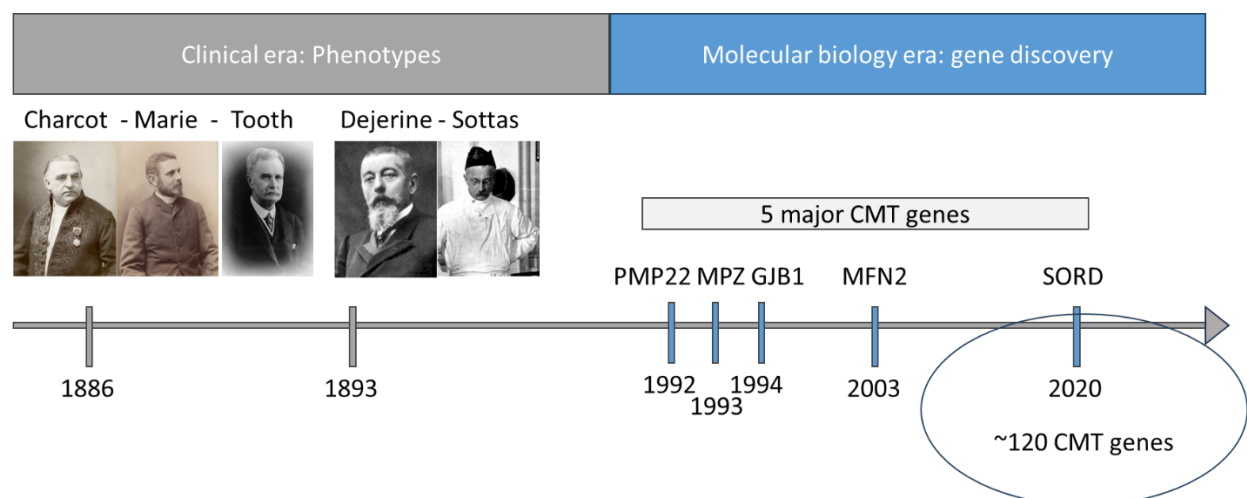 Clinical era: Phenotypes
Molecular biology era: gene discovery
Charcot - Marie - Tooth
Dejerine - Sottas
5 major CMT genes
PMP22 MPZ GJB1 MFN2 SORD
1886
1893
1992
1993
1994
2003
2020
~120 CMT genes